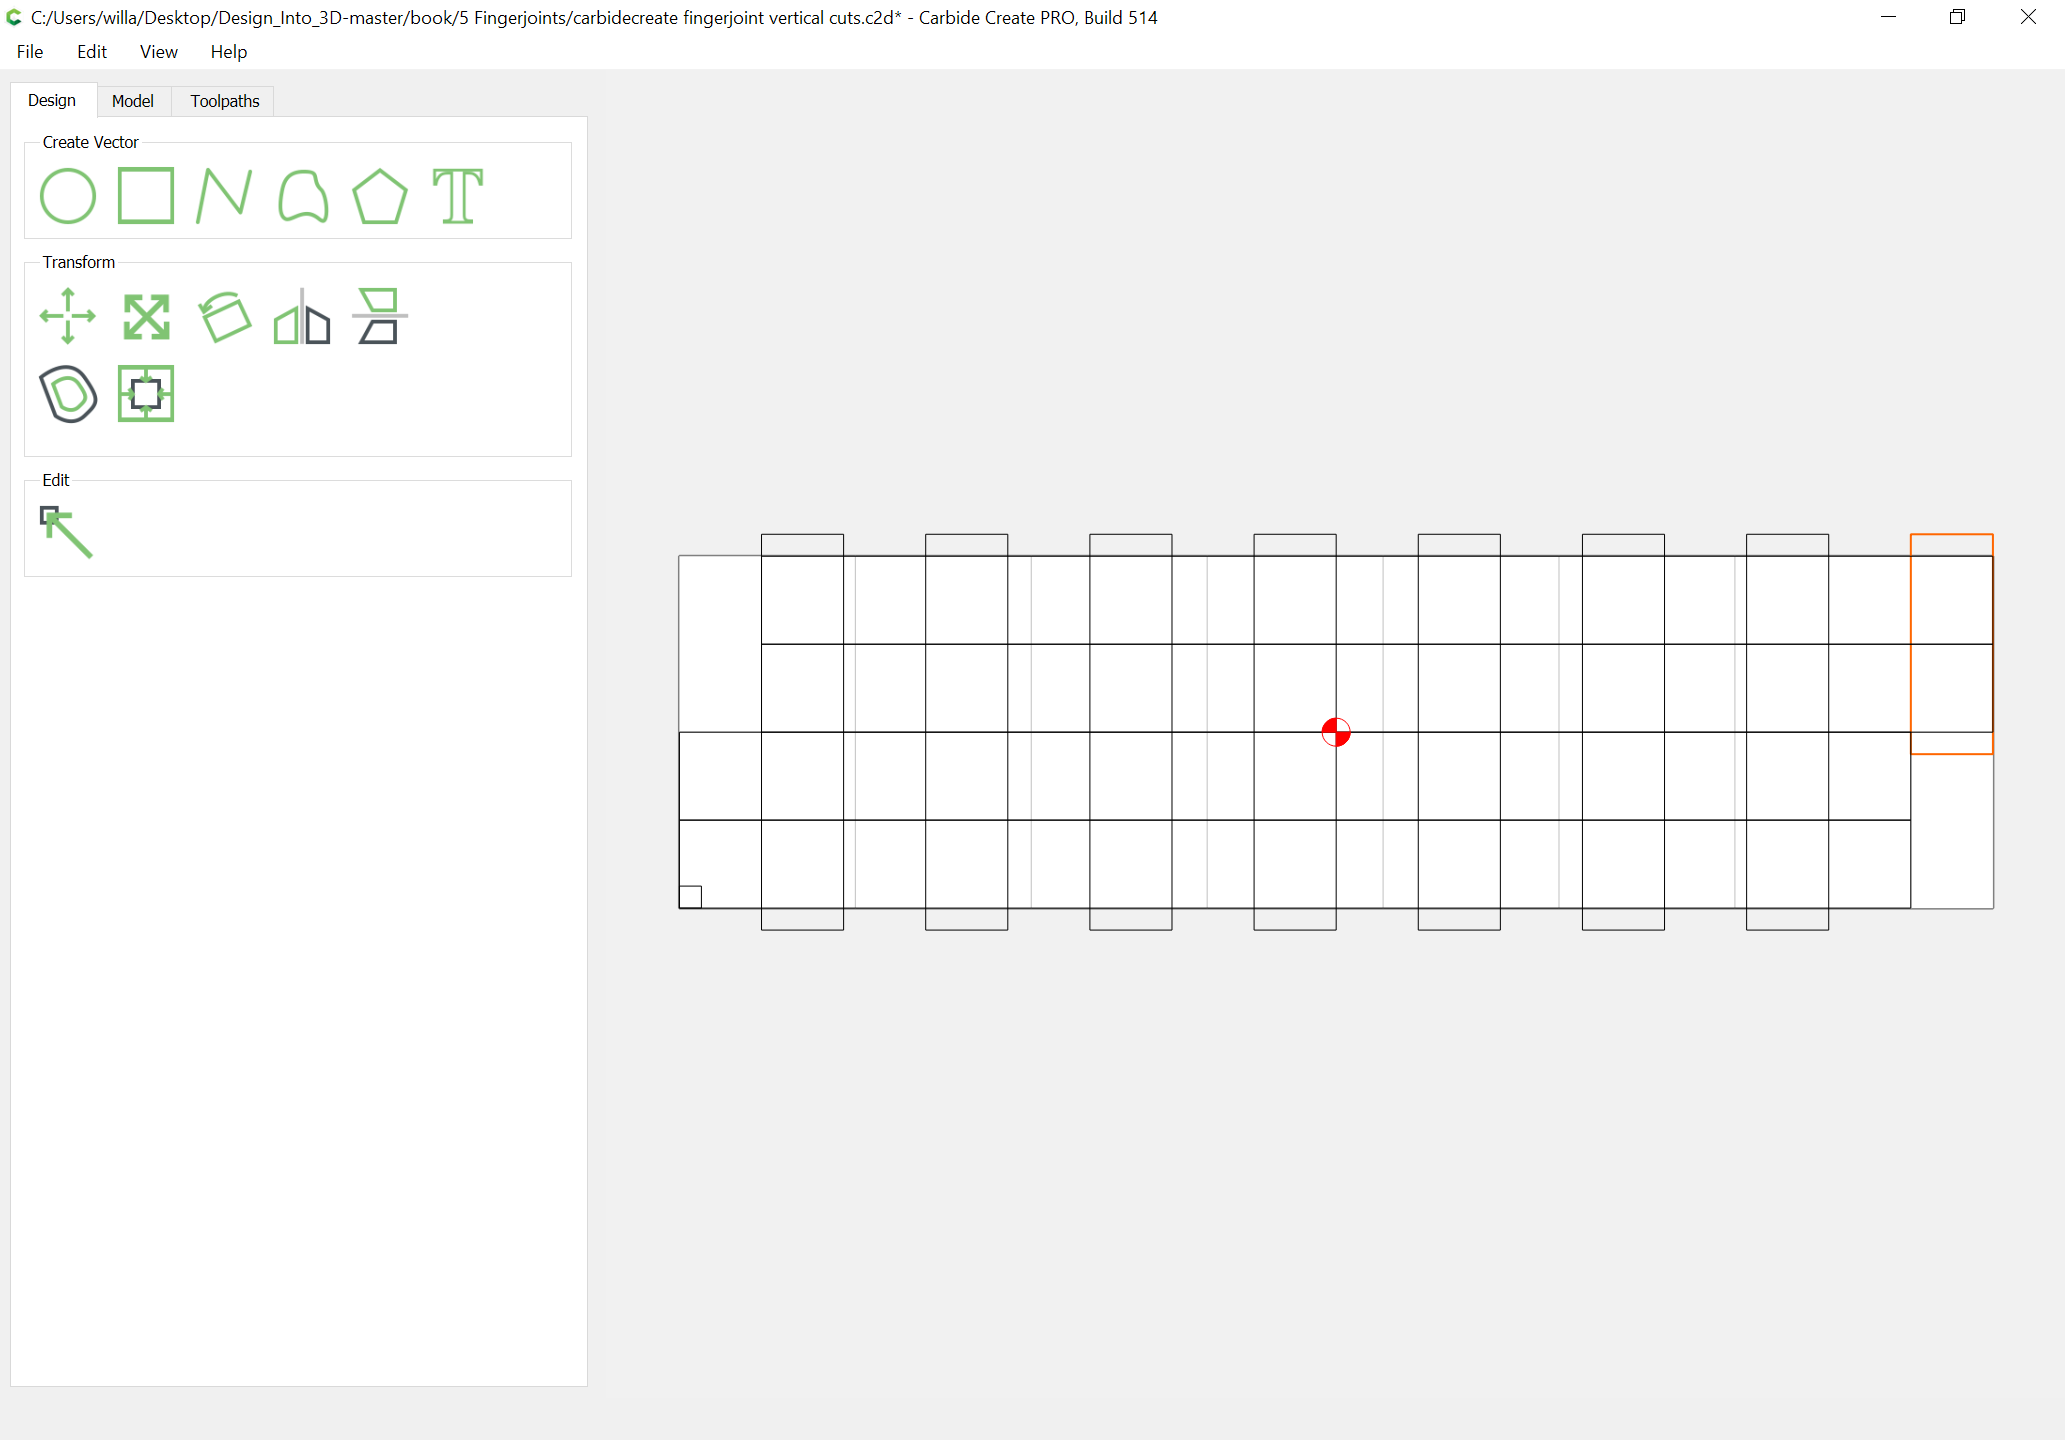 C:/Users/willa/Desktop/Design_Into_3D-master/book/5 Fingerjoints/carbidecreate fingerjoint vertical cuts.c2d* - Carbide Create PRO, Build 514
File Edit View Help
Design Model Toolpaths
Create Vector
Transform
Edit